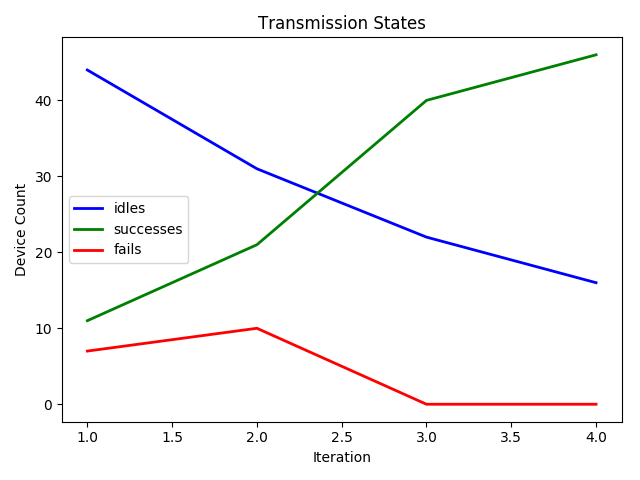 Transmission States
Device Count
40
30
20
10
0
idles
successes
fails
1.0 1.5 2.0 2.5 3.0 3.5 4.0
Iteration